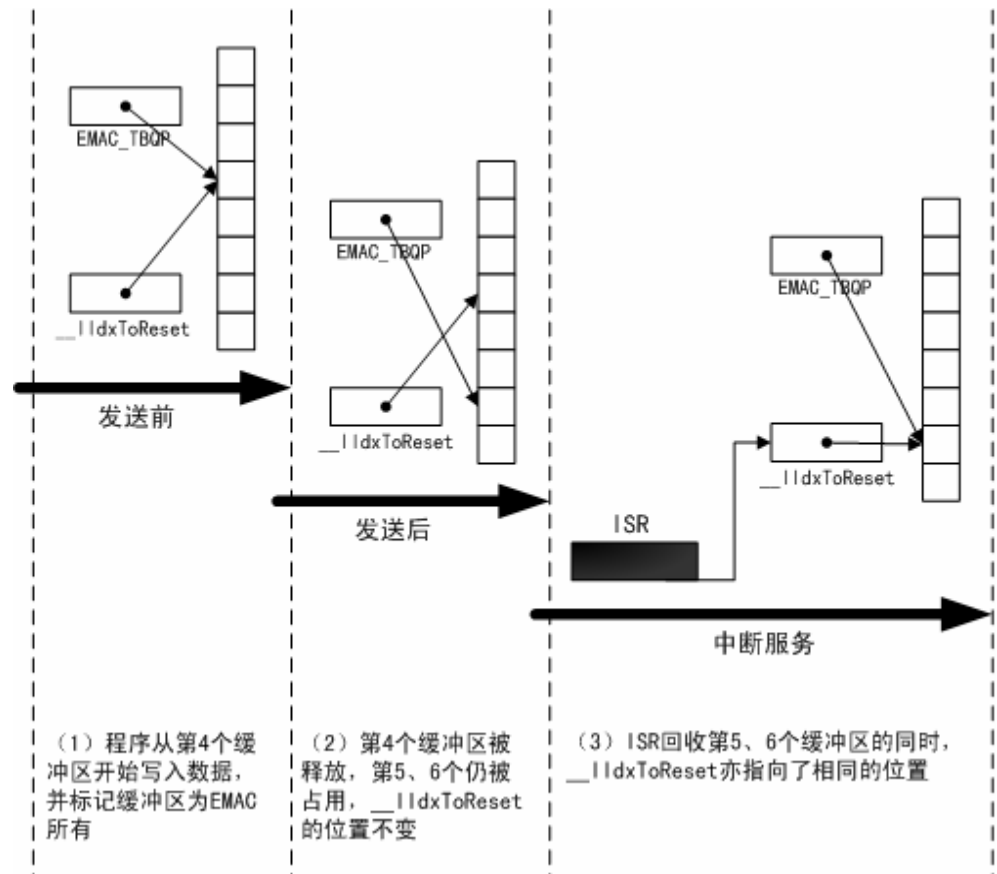 EMAC_TBQP
__lIdxToReset
发送前
EMAC_TBQP
__lIdxToReset
发送后
EMAC_TBQP
__lIdxToReset
ISR
中断服务
（1）程序从第4个缓
冲区开始写入数据，
并标记缓冲区为EMAC
所有
（2）第4个缓冲区被
释放，第5、6个仍被
占用，__lIdxToReset
的位置不变
（3）ISR回收第5、6个缓冲区的同时，
__lIdxToReset亦指向了相同的位置